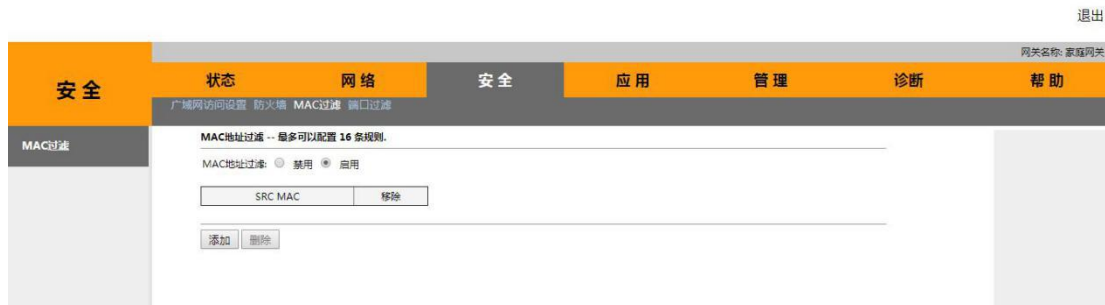 退出
网关名称: 家庭网关
安全
状态 网络 安全 应用 管理 诊断 帮助
广域网访问设置 防火墙 MAC过滤 端口过滤
MAC过滤
MAC地址过滤 -- 最多可以配置 16 条规则.
MAC地址过滤: 禁用 启用
SRC MAC 移除
添加 删除